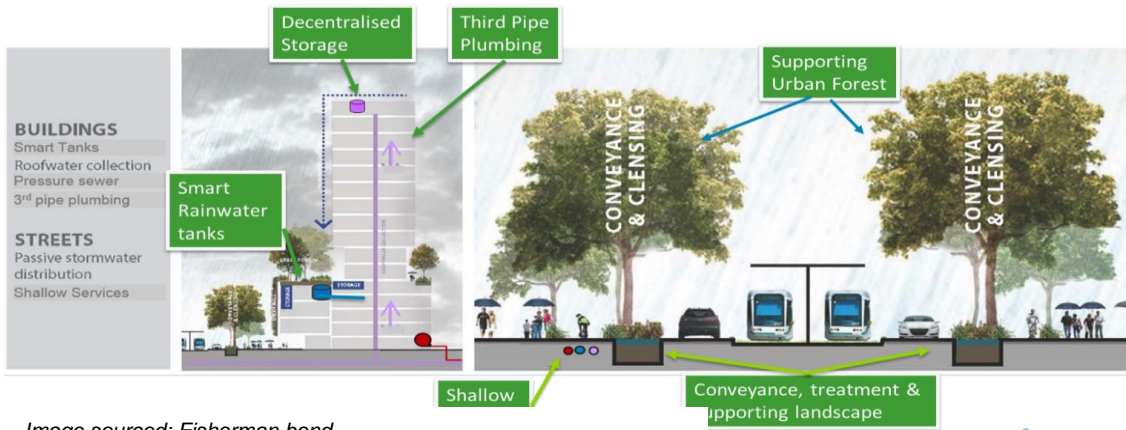 Decentralised
Storage
Third Pipe
Plumbing
Supporting
Urban Forest
BUILDINGS
Smart Tanks
Roofwater collection
Pressure sewer
3rd pipe plumbing
STREETS
Passive stormwater
distribution
Shallow Services
Smart
Rainwater
tanks
STORAGE
CONVEYANCE
& CLENSING
CONVEYANCE
& CLENSING
Shallow
Conveyance, treatment &
upporting landscape
Image sourced: Fisherman bend